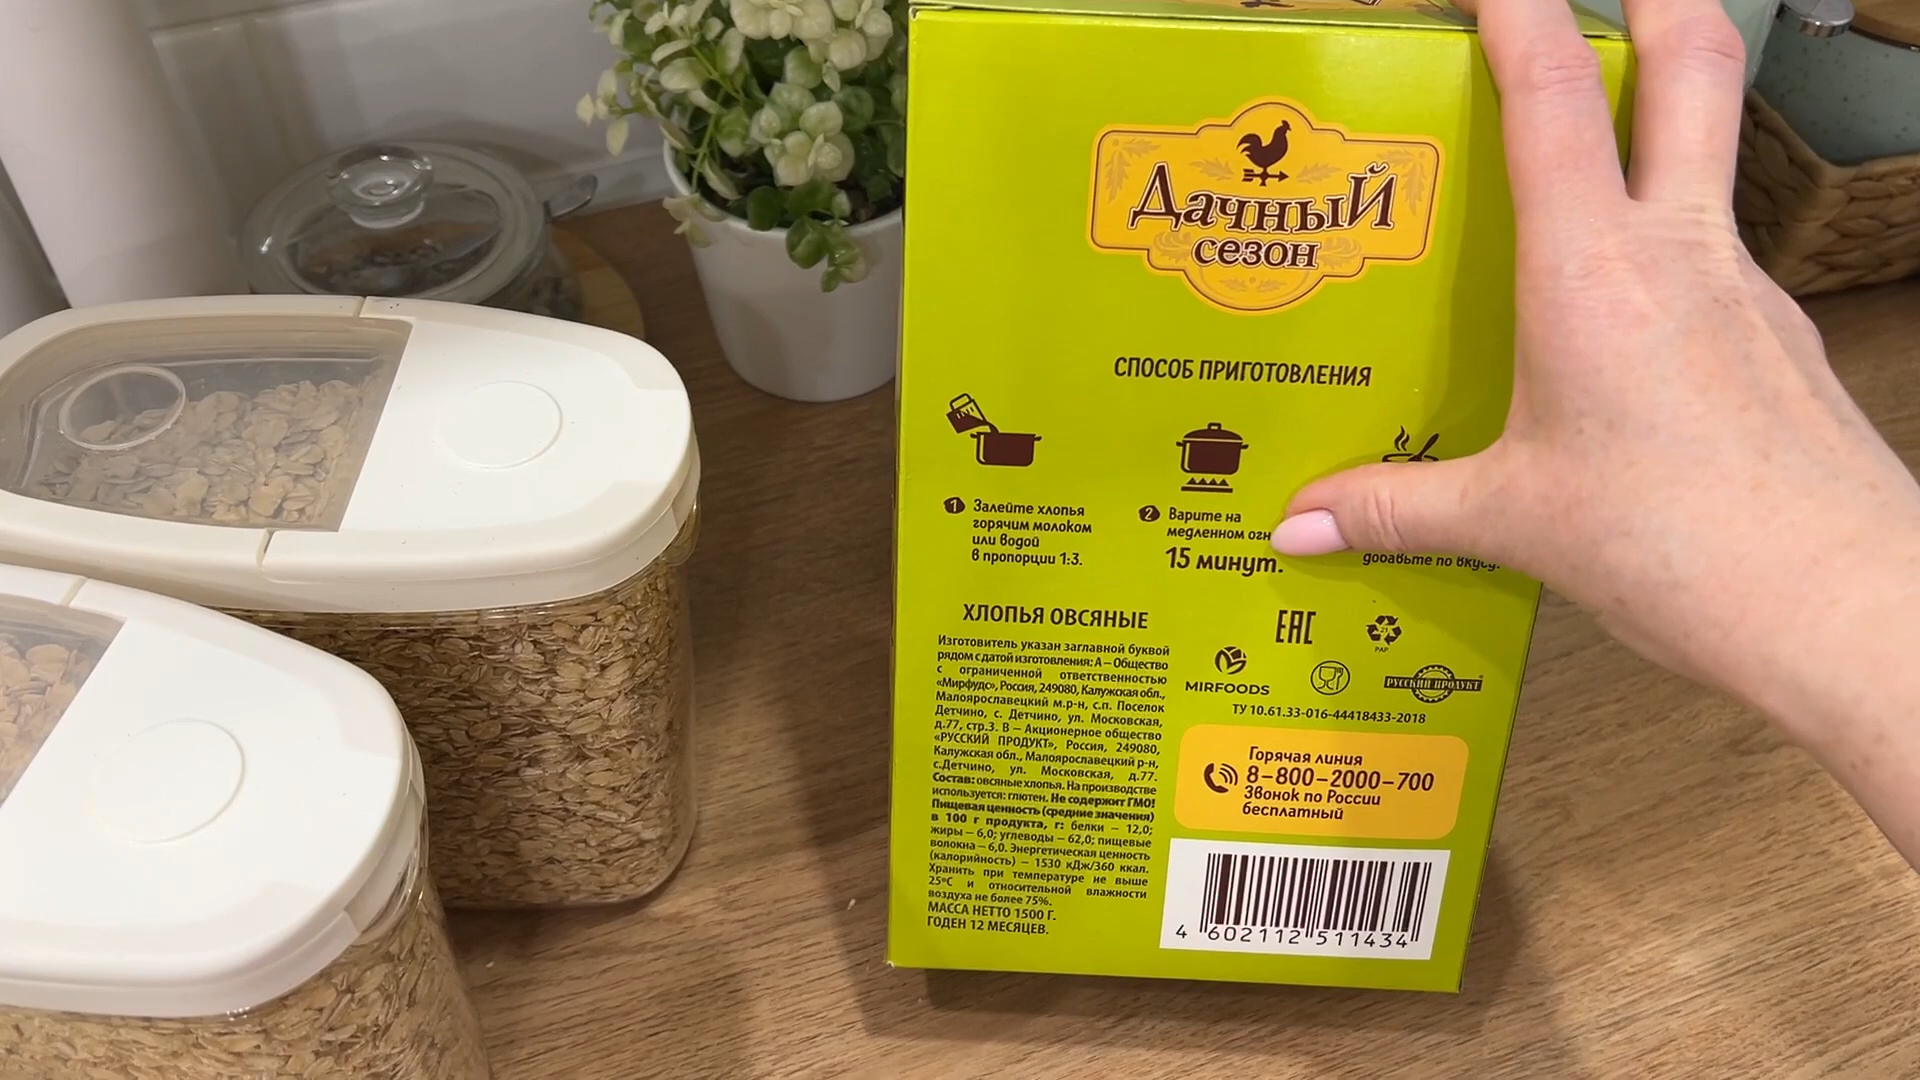 Дачный
сезон
СПОСОБ ПРИГОТОВЛЕНИЯ
1 Залейте хлопья
горячим молоком
или водой
в пропорции 1:3.
2 Варите на
медленном
15 минут.
добавьте по вкусу.
ХЛОПЬЯ ОВСЯНЫЕ
Изготовитель указан заглавной буквой
рядом с датой изготовления: А – Общество
с ограниченной ответственностью
«Мирфудс», Россия, 249080, Калужская обл.,
Малоярославецкий м.р-н, с.п. Поселок
Детчино, с. Детчино, ул. Московская,
д.77, стр.3. В – Акционерное общество
«РУССКИЙ ПРОДУКТ», Россия, 249080,
Калужская обл., Малоярославецкий р-н,
с.Детчино, ул. Московская, д.77.
Состав: овсяные хлопья. На производстве
используется: глютен. Не содержит ГМО!
Пищевая ценность (средние значения)
в 100 г продукта, г: белки – 12,0;
жиры – 6,0; углеводы – 62,0; пищевые
волокна – 6,0. Энергетическая ценность
(калорийность) – 1530 кДж/360 ккал.
Хранить при температуре не выше
25°С и относительной влажности
воздуха не более 75%.
МАССА НЕТТО 1500 Г.
ГОДЕН 12 МЕСЯЦЕВ.
EAC
21
PAP
MIRFOODS
РУССКИЙ ПРОДУКТ
ТУ 10.61.33-016-44418433-2018
Горячая линия
8–800–2000–700
Звонок по России
бесплатный
4 602112 511434